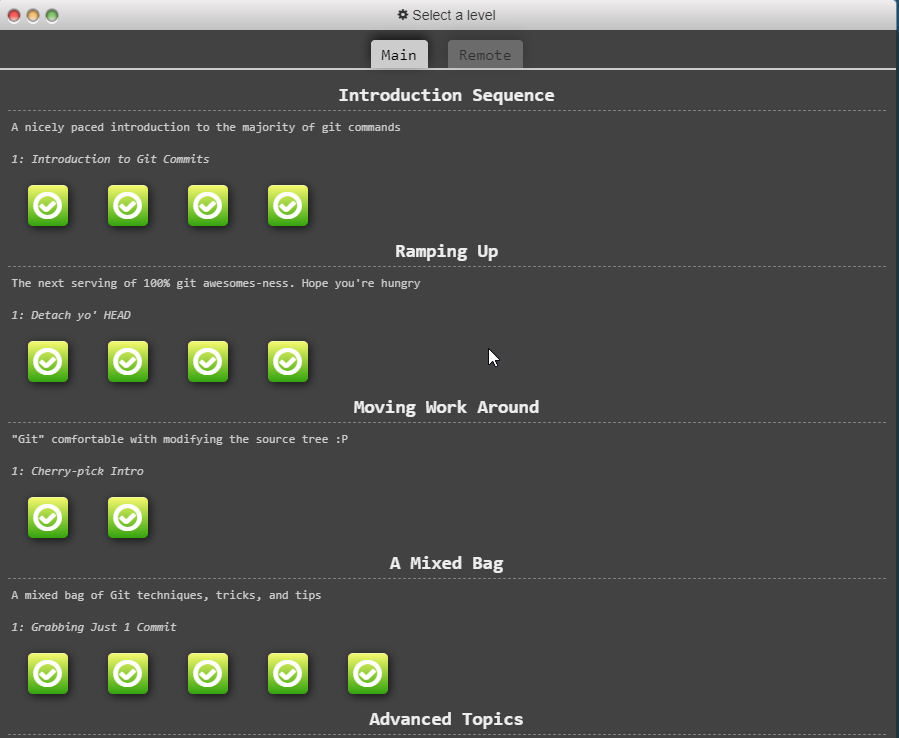 Select a level
Main Remote
Introduction Sequence
A nicely paced introduction to the majority of git commands
1: Introduction to Git Commits
Ramping Up
The next serving of 100% git awesomes-ness. Hope you're hungry
1: Detach yo' HEAD
Moving Work Around
"Git" comfortable with modifying the source tree :P
1: Cherry-pick Intro
A Mixed Bag
A mixed bag of Git techniques, tricks, and tips
1: Grabbing Just 1 Commit
Advanced Topics